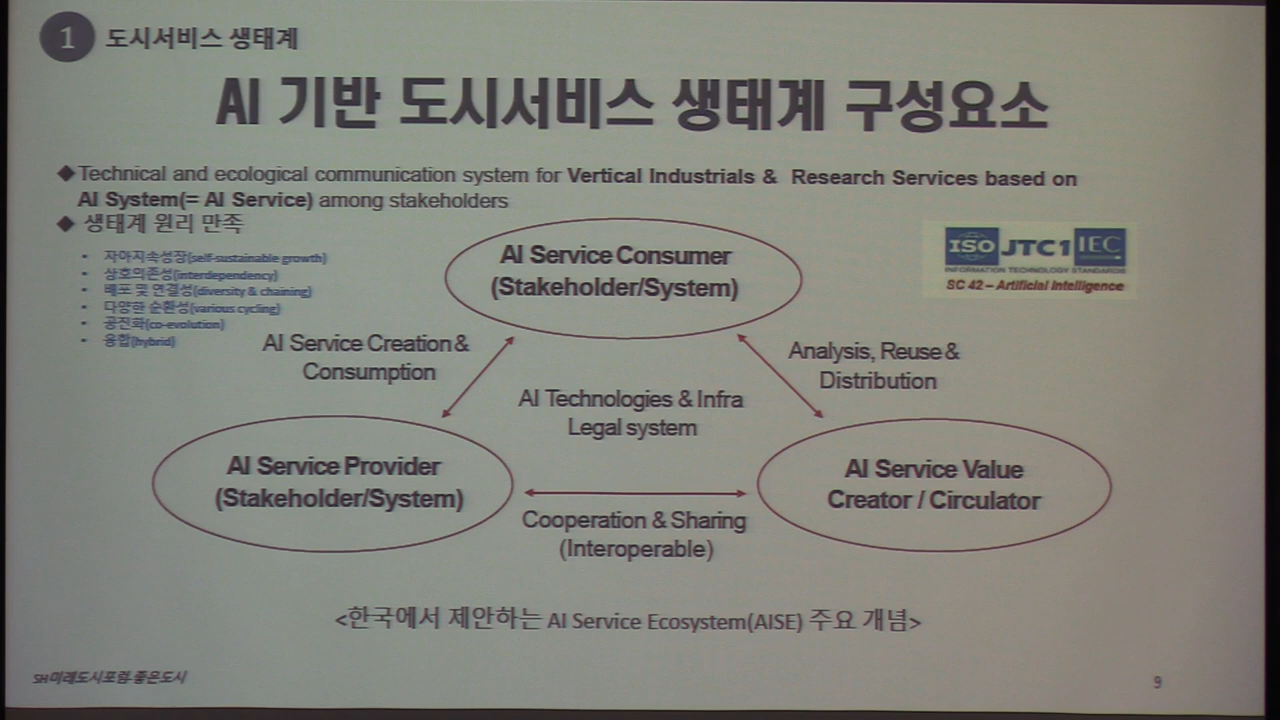 1 도시서비스 생태계
AI 기반 도시서비스 생태계 구성요소
◆Technical and ecological communication system for Vertical Industrials & Research Services based on
AI System(= AI Service) among stakeholders
◆ 생태계 원리 만족
• 자아지속성장(self-sustainable growth)
• 상호의존성(interdependency)
• 배포 및 연결성(diversity & chaining)
• 다양한 순환성(various cycling)
• 공진화(co-evolution)
• 융합(hybrid)
ISO JTC1 IEC
INFORMATION TECHNOLOGY STANDARDS
SC 42 – Artificial Intelligence
AI Service Consumer
(Stakeholder/System)
AI Service Creation &
Consumption
Analysis, Reuse &
Distribution
AI Technologies & Infra
Legal system
AI Service Provider
(Stakeholder/System)
AI Service Value
Creator / Circulator
Cooperation & Sharing
(Interoperable)
<한국에서 제안하는 AI Service Ecosystem(AISE) 주요 개념>
SH미래도시포럼-좋은도시
9